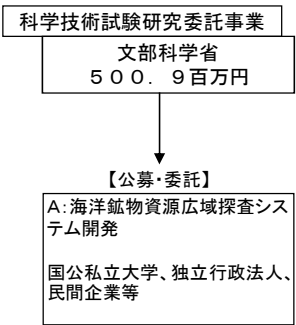 科学技術試験研究委託事業
文部科学省
５００．９百万円
【公募・委託】
A:海洋鉱物資源広域探査シス
テム開発
国公私立大学、独立行政法人、
民間企業等